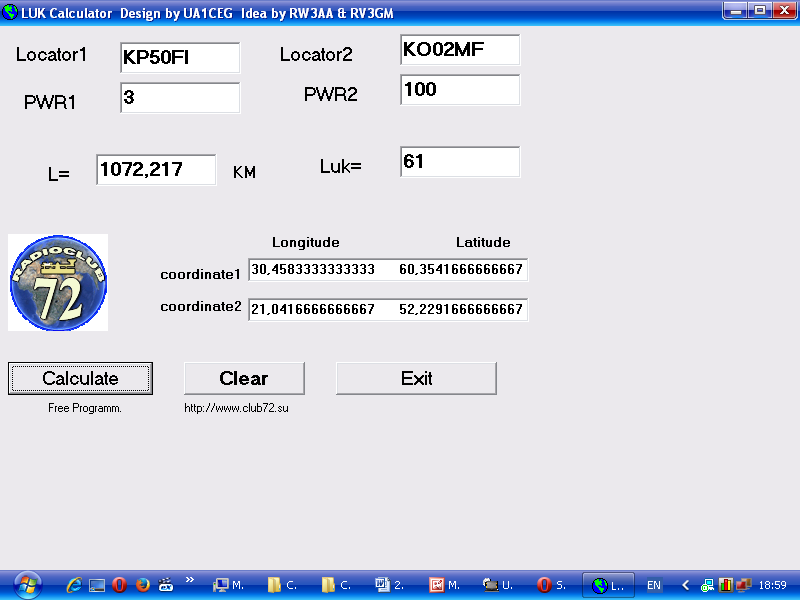 LUK Calculator Design by UA1CEG Idea by RW3AA & RV3GM
Locator1 KP50FI Locator2 KO02MF
PWR1 3 PWR2 100
L= 1072,217 KM Luk= 61
Longitude Latitude
coordinate1 30,4583333333333 60,3541666666667
coordinate2 21,0416666666667 52,2291666666667
RADIOCLUB
72
Calculate Clear Exit
Free Programm. http://www.club72.su
M. C. C. 2. M. U. S. L.. EN 18:59